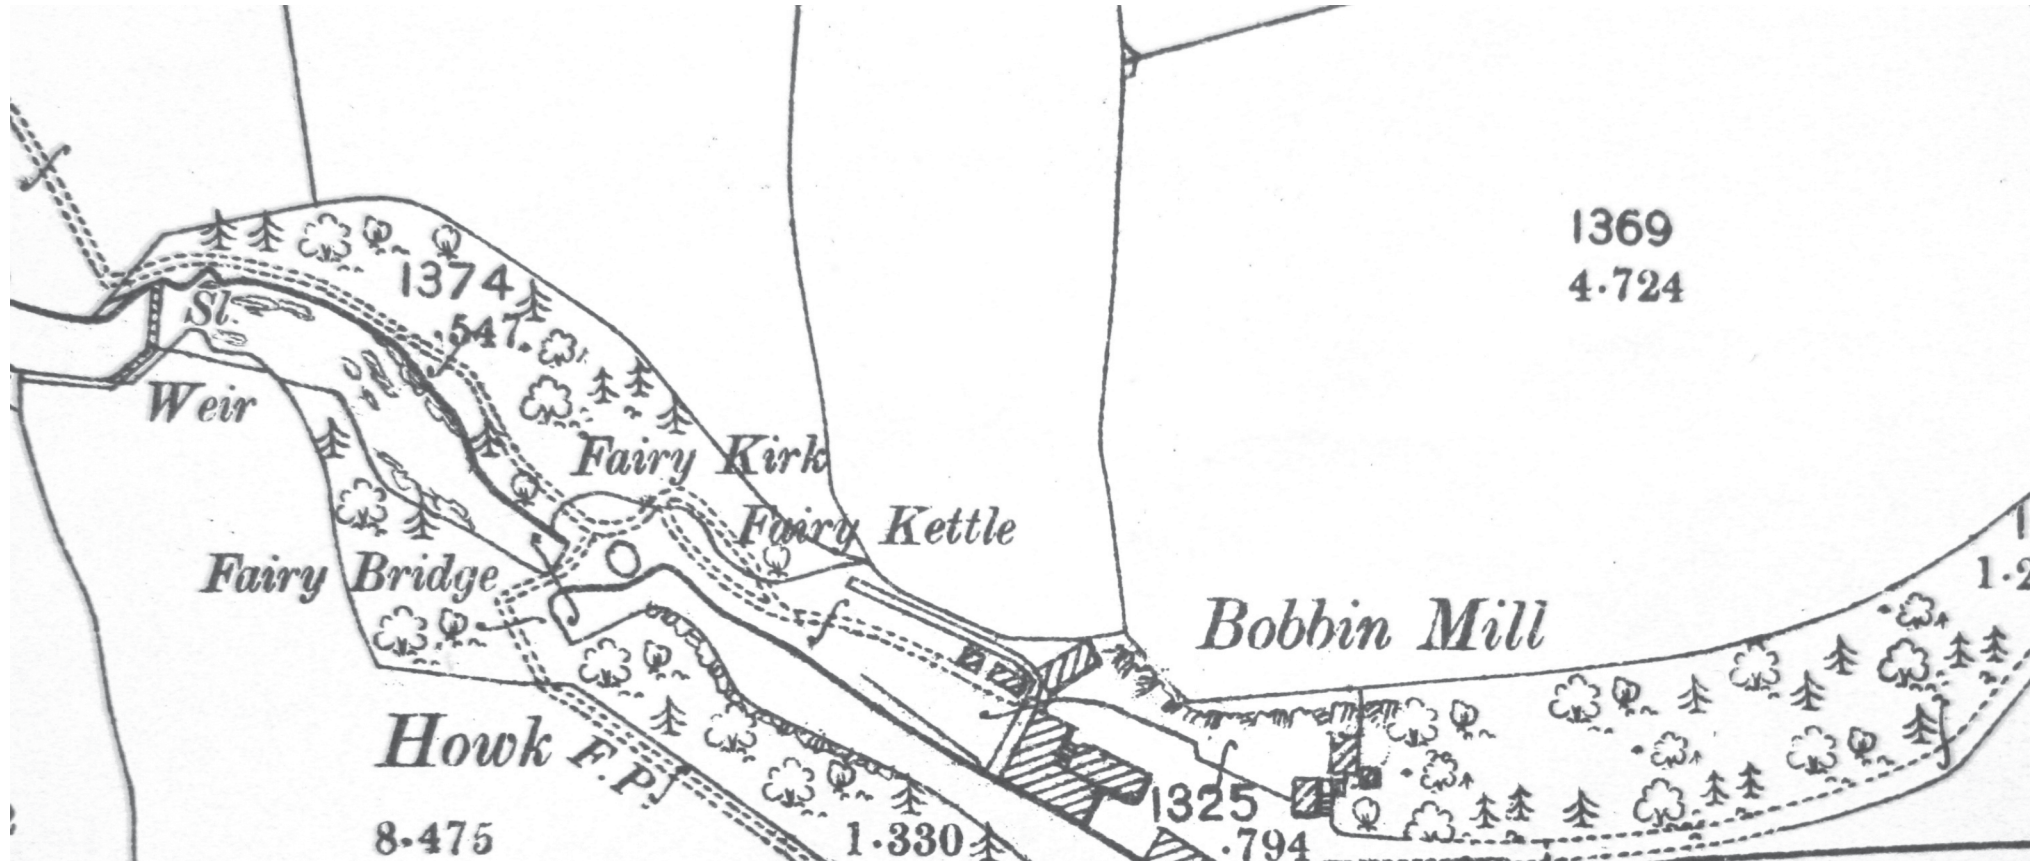 1369
4·724
1374
·547
Sl.
Weir
Fairy Kirk
Fairy Kettle
Fairy Bridge
1·2
Bobbin Mill
Howk
F.P.
1325
·794
8·475
1·330